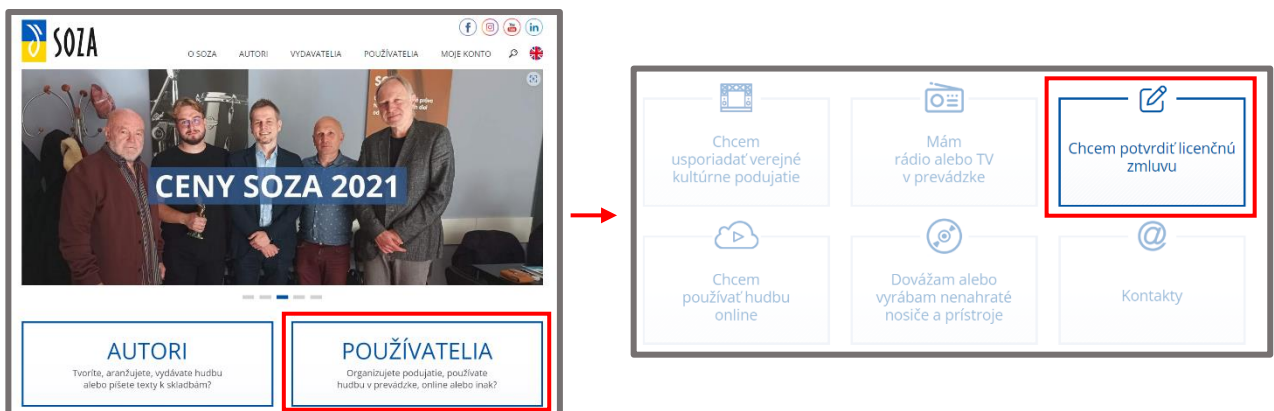 SOZA
O SOZA AUTORI VYDAVATELIA POUŽÍVATELIA MOJE KONTO
CENY SOZA 2021
AUTORI
Tvoríte, aranžujete, vydávate hudbu
alebo píšete texty k skladbám?
POUŽÍVATELIA
Organizujete podujatie, používate
hudbu v prevádzke, online alebo inak?
Chcem
usporiadať verejné
kultúrne podujatie
Mám
rádio alebo TV
v prevádzke
Chcem potvrdiť licenčnú
zmluvu
Chcem
používať hudbu
online
Dovážam alebo
vyrábam nenahraté
nosiče a prístroje
@
Kontakty